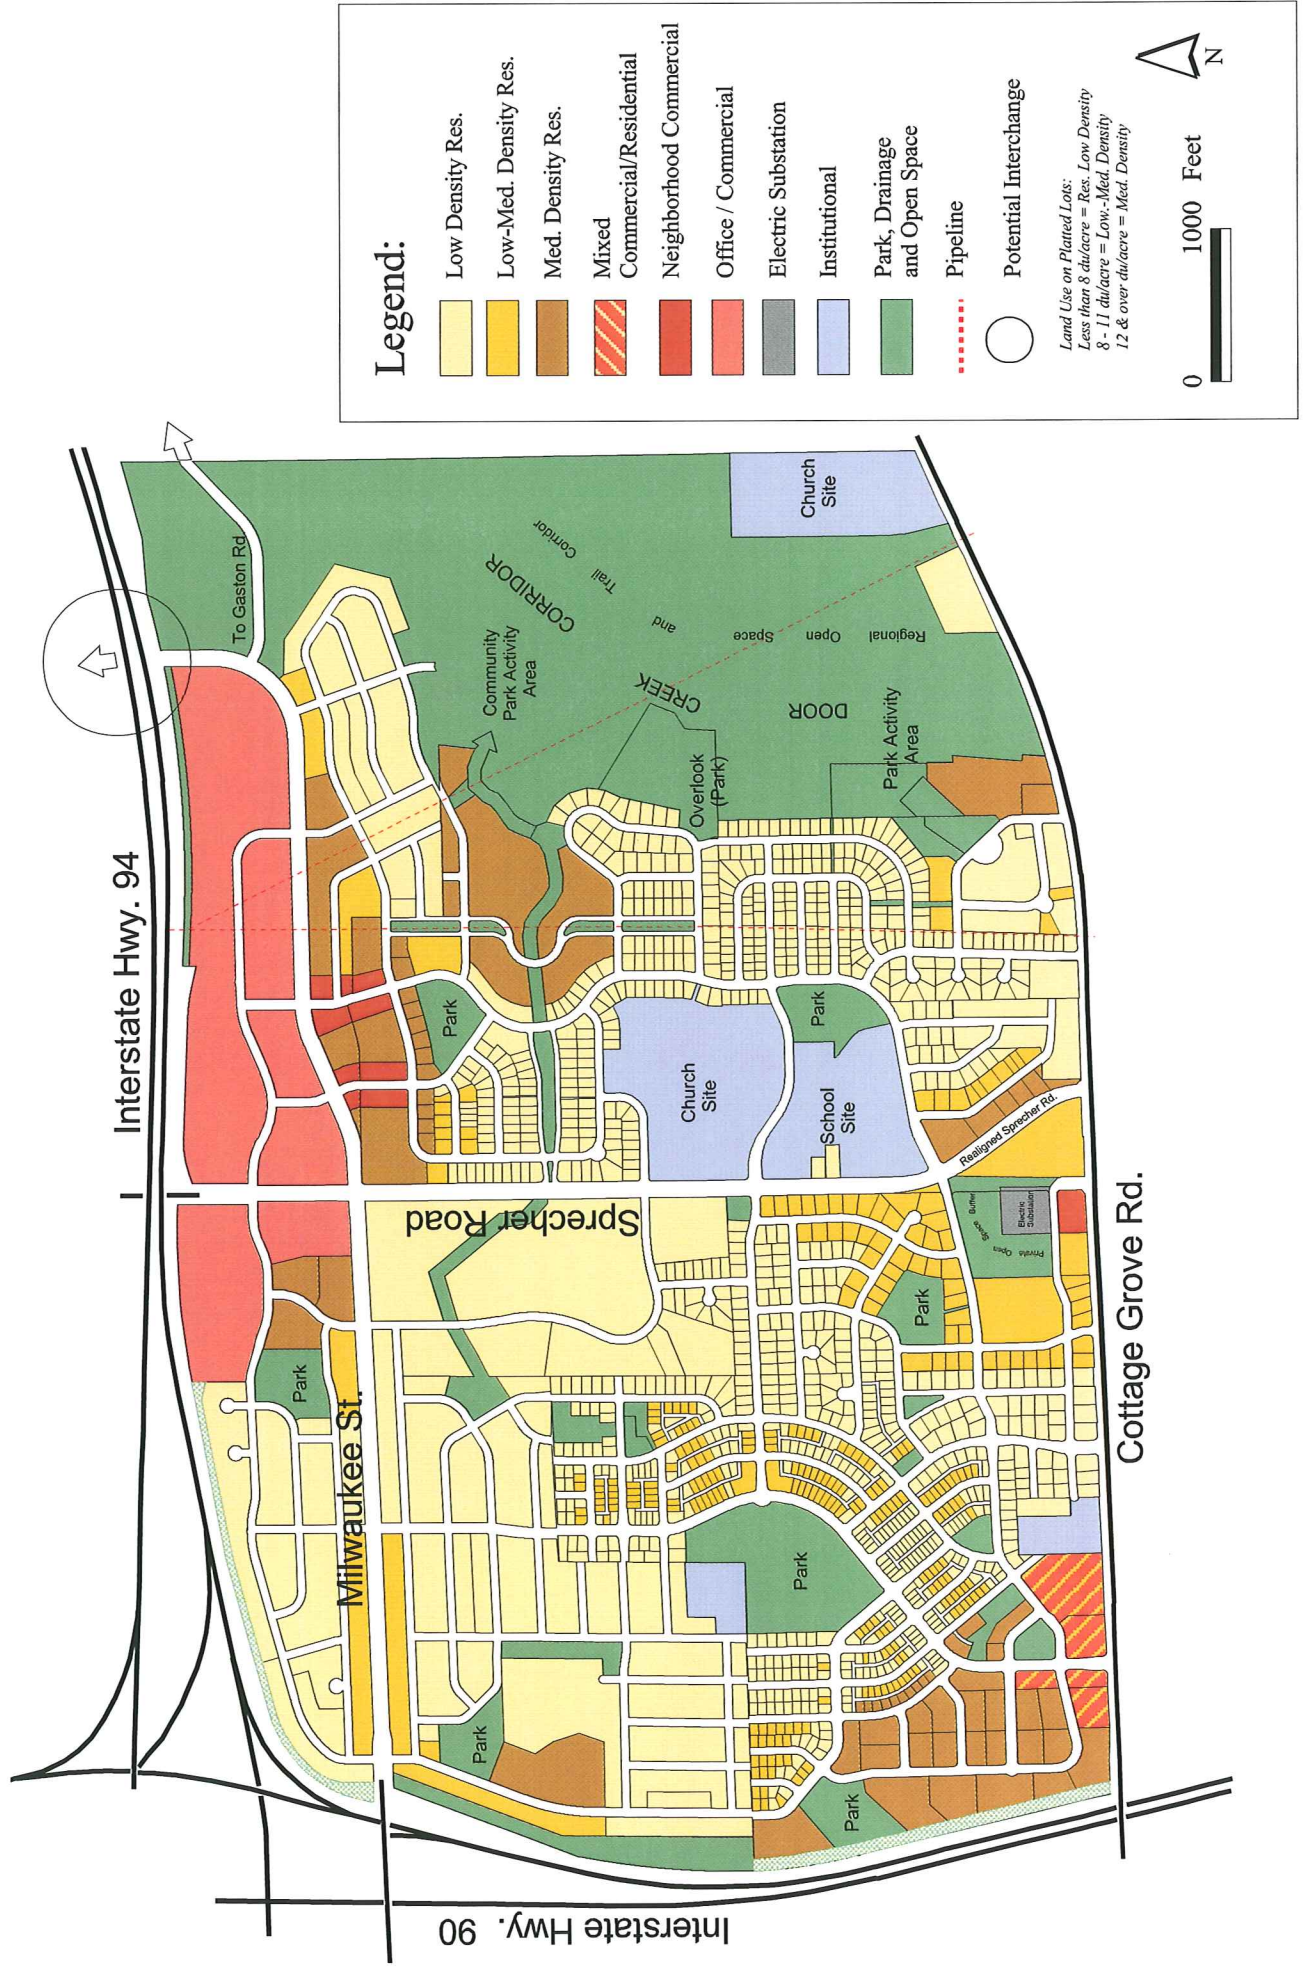 Interstate Hwy. 94
To Gaston Rd.
Community
Park Activity
Area
CORRIDOR
Trail
Corridor
and
Regional
Open
Space
CREEK
DOOR
Overlook
(Park)
Park Activity
Area
Church
Site
Park
Church
Site
Park
School
Site
Realigned Sprecher Rd.
Sprecher Road
Private
Open
Space
Buffer
Electric
Substation
Park
Park
Milwaukee St.
Park
Park
Park
Cottage Grove Rd.
Interstate Hwy. 90
Legend:
Low Density Res.
Low-Med. Density Res.
Med. Density Res.
Mixed
Commercial/Residential
Neighborhood Commercial
Office / Commercial
Electric Substation
Institutional
Park, Drainage
and Open Space
Pipeline
Potential Interchange
Land Use on Platted Lots:
Less than 8 du/acre = Res. Low Density
8 - 11 du/acre = Low.-Med. Density
12 & over du/acre = Med. Density
0 1000 Feet
N